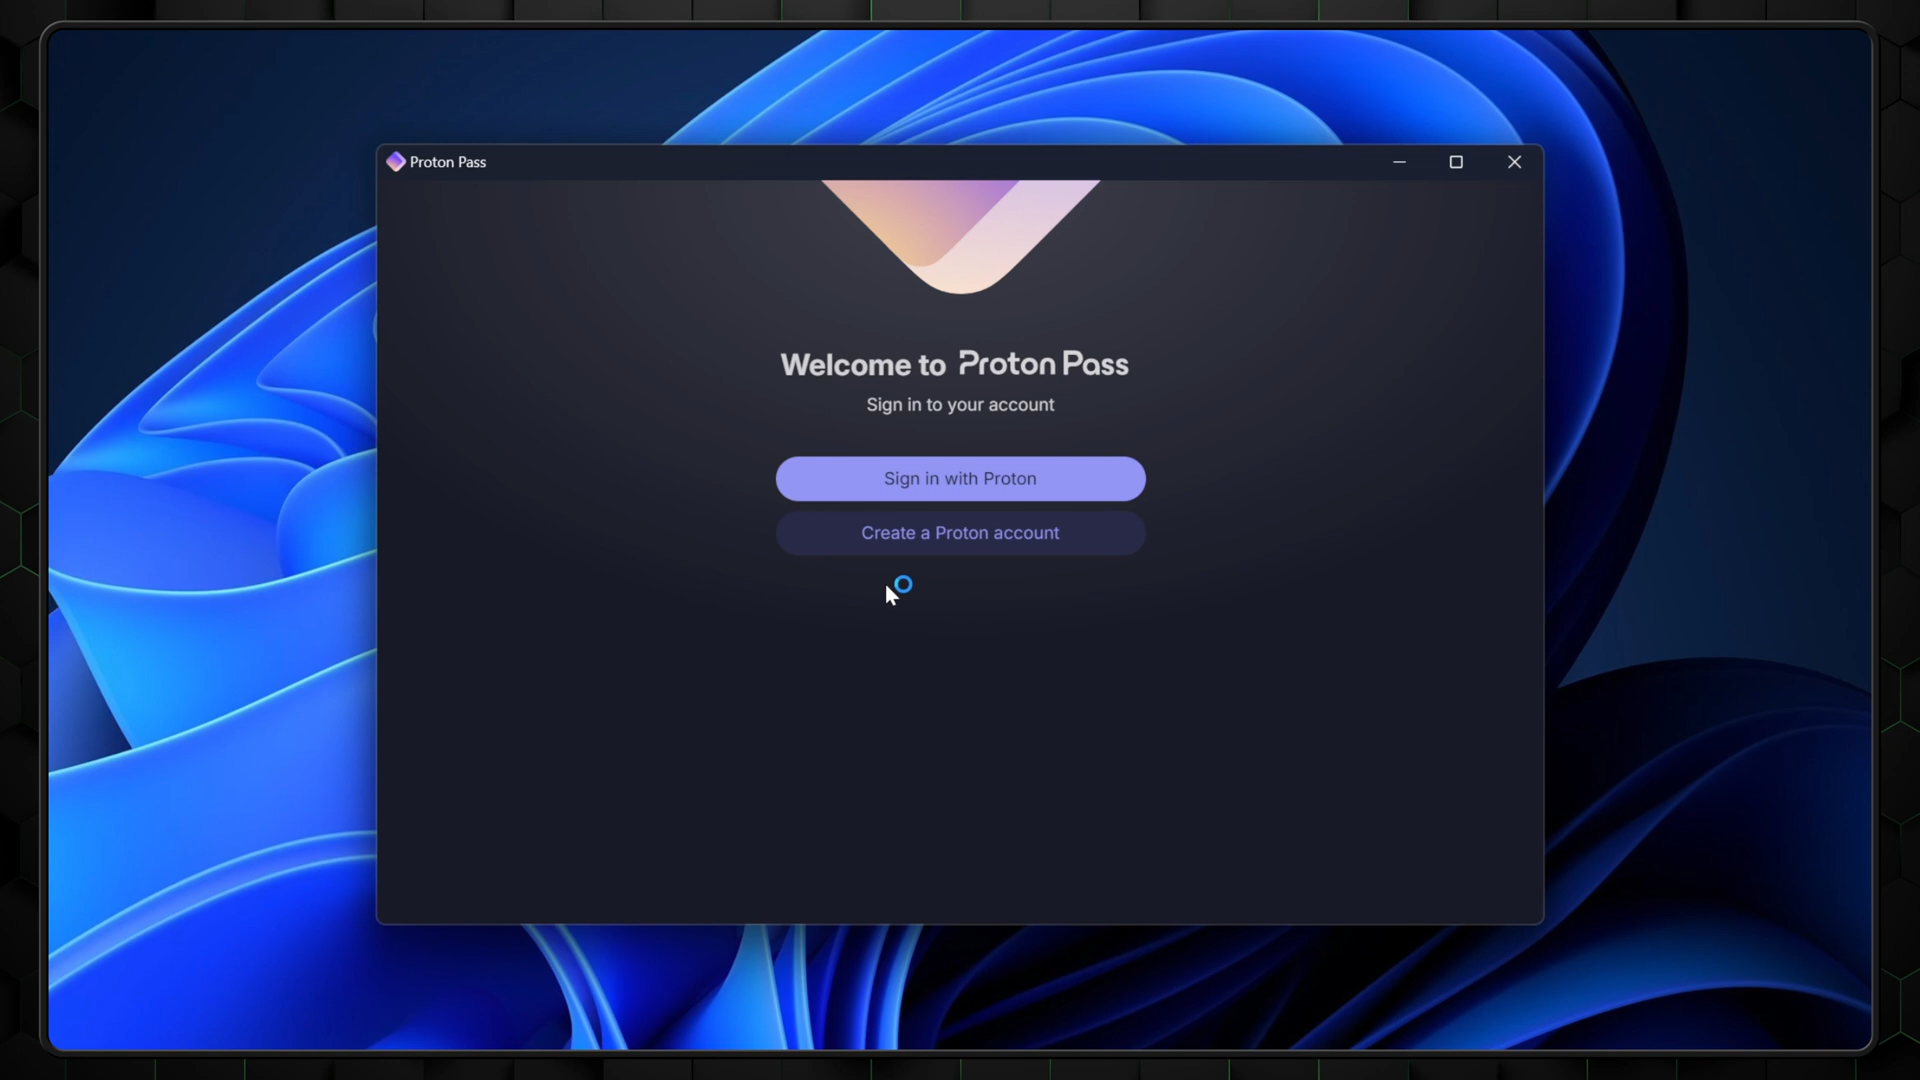 Proton Pass
Welcome to Proton Pass
Sign in to your account
Sign in with Proton
Create a Proton account